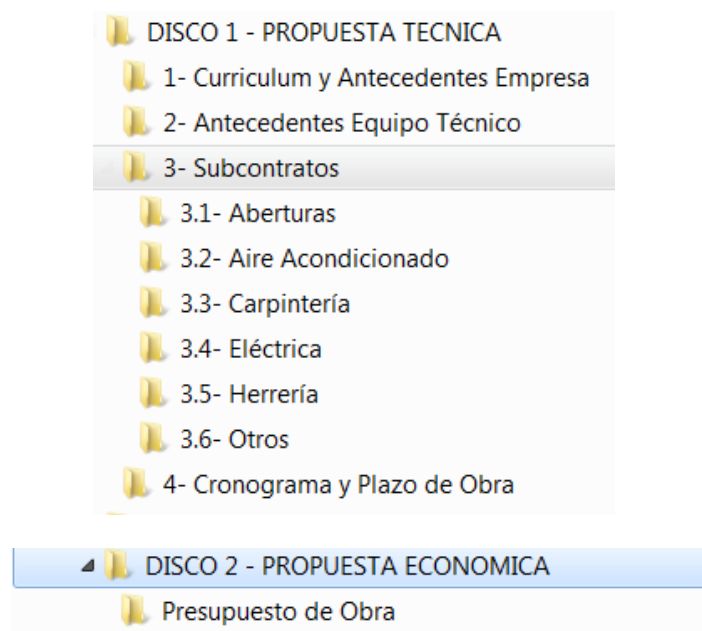 DISCO 1 - PROPUESTA TECNICA
1- Curriculum y Antecedentes Empresa
2- Antecedentes Equipo Técnico
3- Subcontratos
3.1- Aberturas
3.2- Aire Acondicionado
3.3- Carpintería
3.4- Eléctrica
3.5- Herrería
3.6- Otros
4- Cronograma y Plazo de Obra
DISCO 2 - PROPUESTA ECONOMICA
Presupuesto de Obra